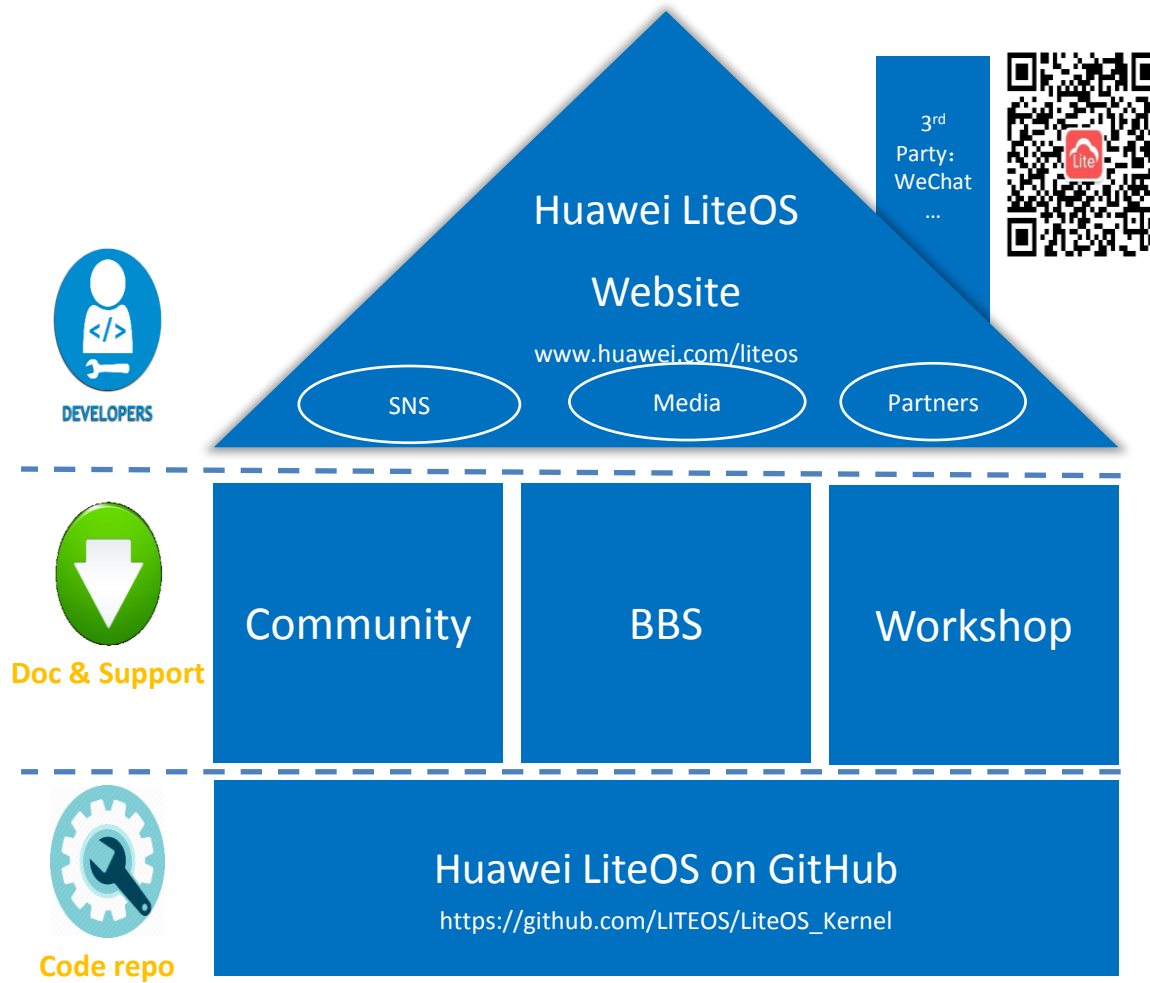 3rd
Party：
WeChat
…
Lite
Huawei LiteOS
Website
www.huawei.com/liteos
</>
DEVELOPERS
SNS
Media
Partners
Community
BBS
Workshop
Doc & Support
Huawei LiteOS on GitHub
https://github.com/LITEOS/LiteOS_Kernel
Code repo